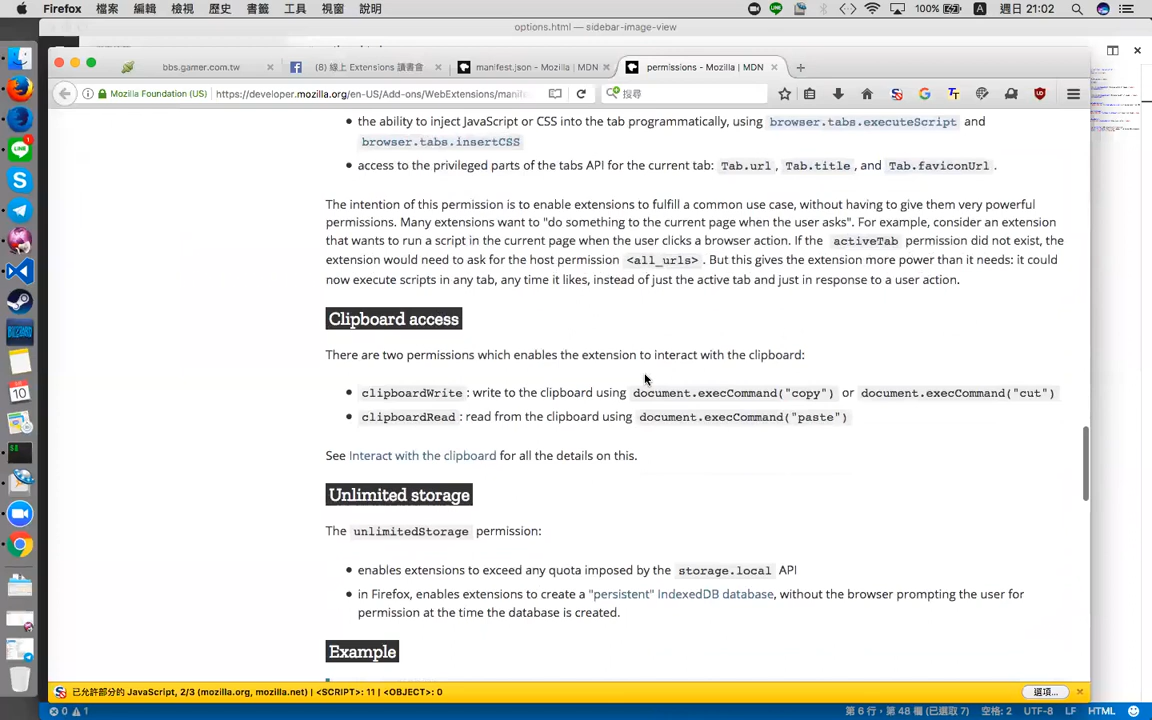 Firefox 檔案 編輯 檢視 歷史 書籤 工具 視窗 說明 100% A 週日 21:02
options.html — sidebar-image-view
bbs.gamer.com.tw (8) 線上 Extensions 讀書會 manifest.json - Mozilla | MDN permissions - Mozilla | MDN
Mozilla Foundation (US) https://developer.mozilla.org/en-US/Add-ons/WebExtensions/manif 搜尋
• the ability to inject JavaScript or CSS into the tab programmatically, using browser.tabs.executeScript and
browser.tabs.insertCSS
• access to the privileged parts of the tabs API for the current tab: Tab.url, Tab.title, and Tab.faviconUrl.
The intention of this permission is to enable extensions to fulfill a common use case, without having to give them very powerful
permissions. Many extensions want to "do something to the current page when the user asks". For example, consider an extension
that wants to run a script in the current page when the user clicks a browser action. If the activeTab permission did not exist, the
extension would need to ask for the host permission <all_urls>. But this gives the extension more power than it needs: it could
now execute scripts in any tab, any time it likes, instead of just the active tab and just in response to a user action.
Clipboard access
There are two permissions which enables the extension to interact with the clipboard:
• clipboardWrite: write to the clipboard using document.execCommand("copy") or document.execCommand("cut")
• clipboardRead: read from the clipboard using document.execCommand("paste")
See Interact with the clipboard for all the details on this.
Unlimited storage
The unlimitedStorage permission:
• enables extensions to exceed any quota imposed by the storage.local API
• in Firefox, enables extensions to create a "persistent" IndexedDB database, without the browser prompting the user for
permission at the time the database is created.
Example
已允許部分的 JavaScript, 2/3 (mozilla.org, mozilla.net) | <SCRIPT>: 11 | <OBJECT>: 0 選項...
0 1 第 6 行，第 48 欄 (已選取 7) 空格: 2 UTF-8 LF HTML